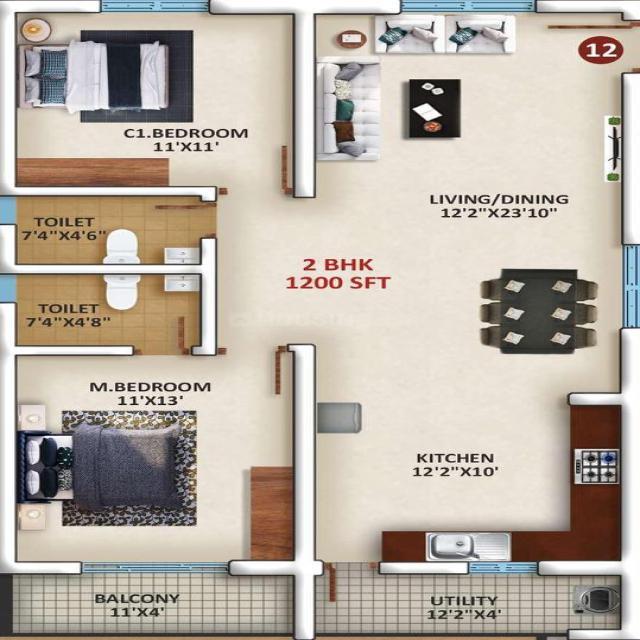 12
C1.BEDROOM
11'X11'
LIVING/DINING
12'2"X23'10"
TOILET
7'4"X4'6"
2 BHK
1200 SFT
TOILET
7'4"X4'8"
M.BEDROOM
11'X13'
KITCHEN
12'2"X10'
BALCONY
11'X4'
UTILITY
12'2"X4'